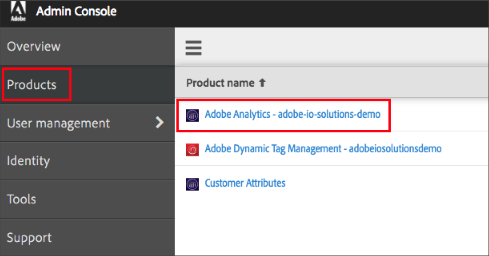 Adobe
Admin Console
Overview
Products
User management
Identity
Tools
Support
Product name ↑
Adobe Analytics - adobe-io-solutions-demo
Adobe Dynamic Tag Management - adobeiosolutionsdemo
Customer Attributes